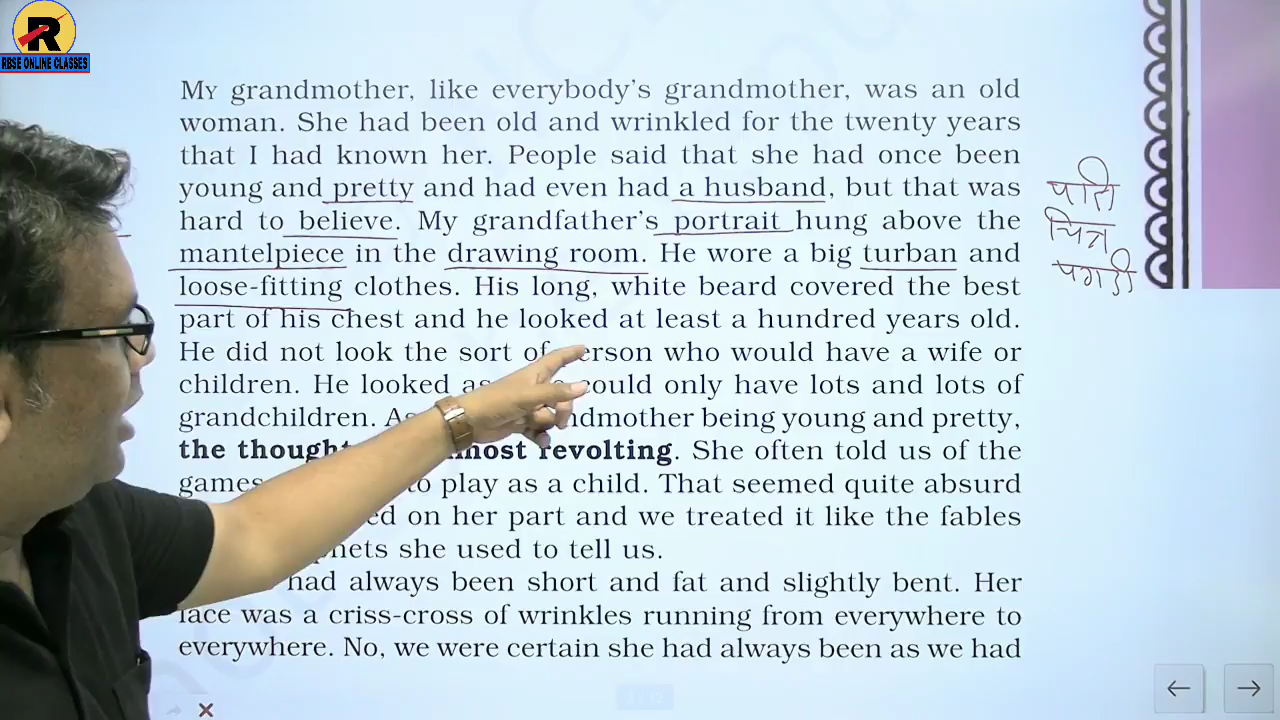 R
RBSE ONLINE CLASSES
My grandmother, like everybody's grandmother, was an old
woman. She had been old and wrinkled for the twenty years
that I had known her. People said that she had once been
young and pretty and had even had a husband, but that was
hard to believe. My grandfather's portrait hung above the
mantelpiece in the drawing room. He wore a big turban and
loose-fitting clothes. His long, white beard covered the best
part of his chest and he looked at least a hundred years old.
He did not look the sort of person who would have a wife or
children. He looked as could only have lots and lots of
grandchildren. As grandmother being young and pretty,
the thought almost revolting. She often told us of the
games to play as a child. That seemed quite absurd
on her part and we treated it like the fables
she used to tell us.
had always been short and fat and slightly bent. Her
face was a criss-cross of wrinkles running from everywhere to
everywhere. No, we were certain she had always been as we had
पति
चित्र
पगड़ी